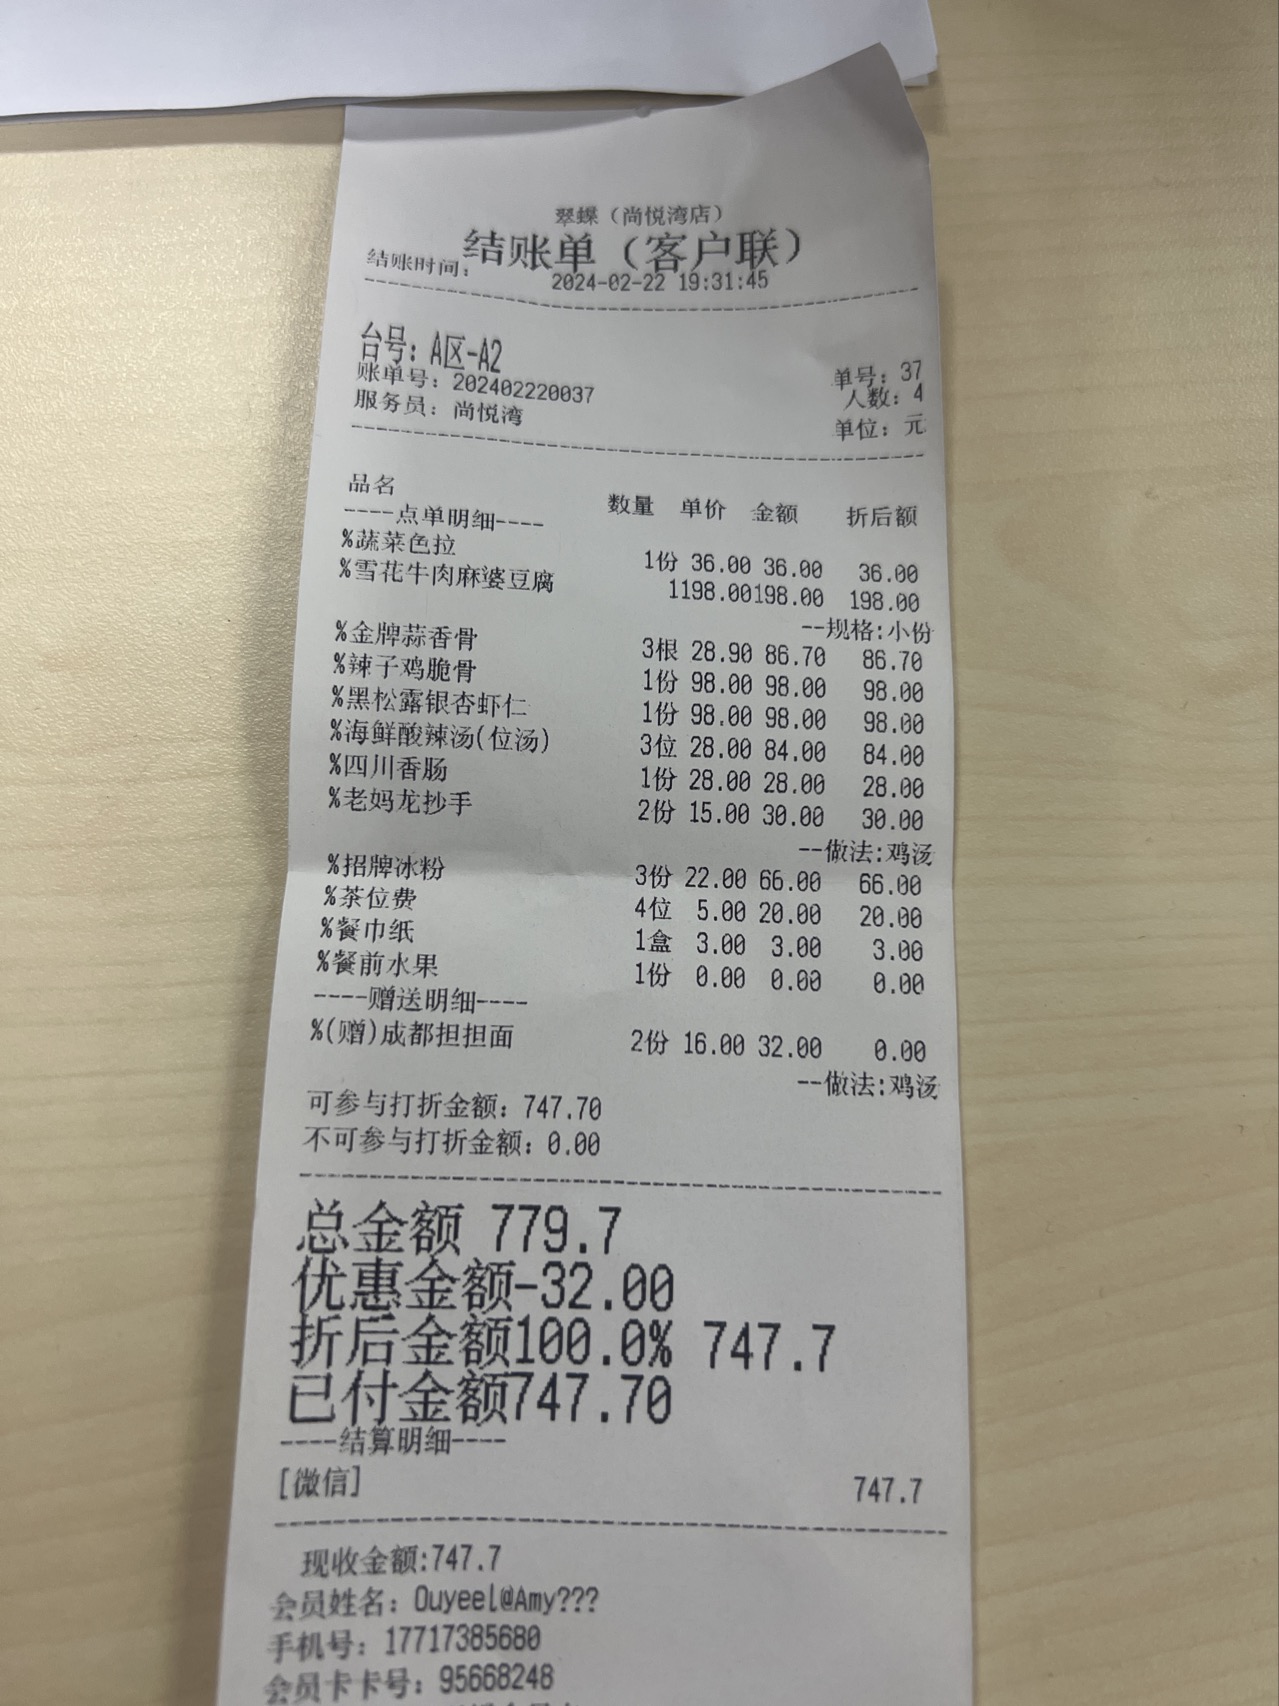 翠蝶（尚悦湾店）
结账单（客户联）
结账时间： 2024-02-22 19:31:45
台号：A区-A2
账单号：202402220037 单号：37
服务员：尚悦湾 人数：4
单位：元
品名 数量 单价 金额 折后额
----点单明细----
%蔬菜色拉 1份 36.00 36.00 36.00
%雪花牛肉麻婆豆腐 1198.00198.00 198.00
--规格:小份
%金牌蒜香骨 3根 28.90 86.70 86.70
%辣子鸡脆骨 1份 98.00 98.00 98.00
%黑松露银杏虾仁 1份 98.00 98.00 98.00
%海鲜酸辣汤(位汤) 3位 28.00 84.00 84.00
%四川香肠 1份 28.00 28.00 28.00
%老妈龙抄手 2份 15.00 30.00 30.00
--做法:鸡汤
%招牌冰粉 3份 22.00 66.00 66.00
%茶位费 4位 5.00 20.00 20.00
%餐巾纸 1盒 3.00 3.00 3.00
%餐前水果 1份 0.00 0.00 0.00
----赠送明细----
%(赠)成都担担面 2份 16.00 32.00 0.00
--做法:鸡汤
可参与打折金额：747.70
不可参与打折金额：0.00
总金额 779.7
优惠金额-32.00
折后金额100.0% 747.7
已付金额747.70
----结算明细----
[微信] 747.7
现收金额:747.7
会员姓名：Ouyeel@Amy???
手机号：17717385680
会员卡卡号：95668248